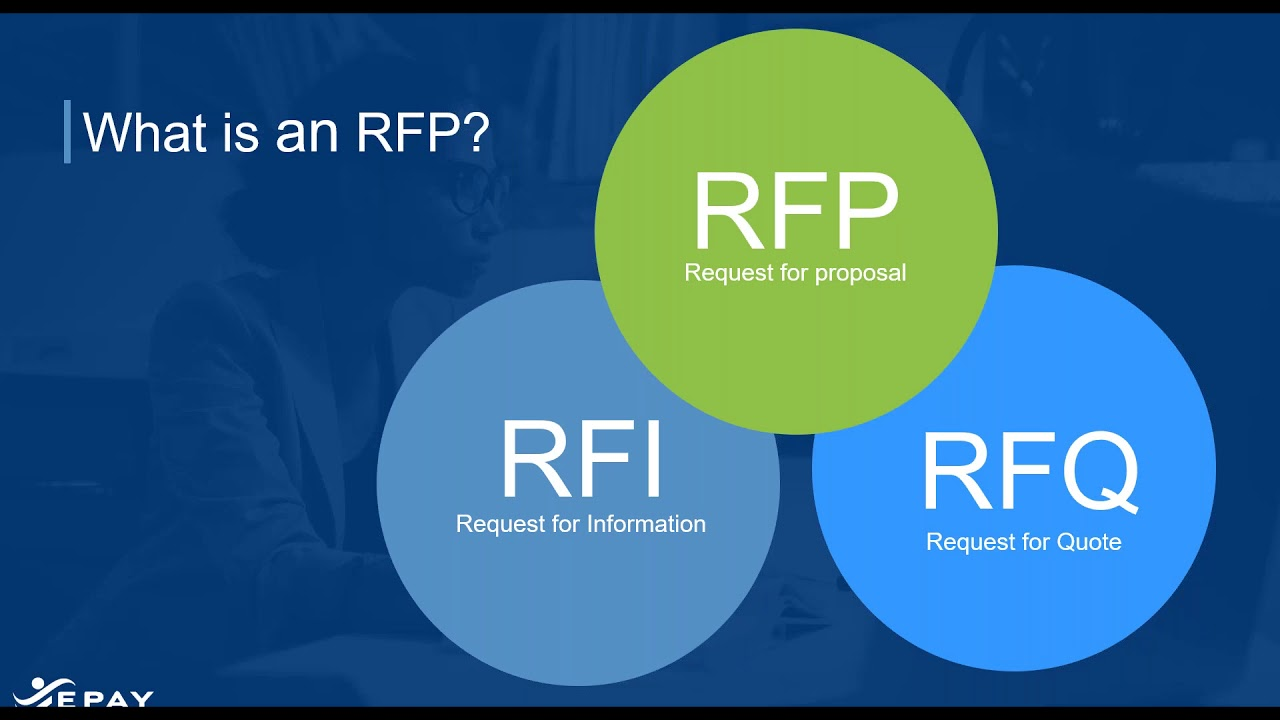 What is an RFP?
RFP
Request for proposal
RFI
Request for Information
RFQ
Request for Quote
EPAY